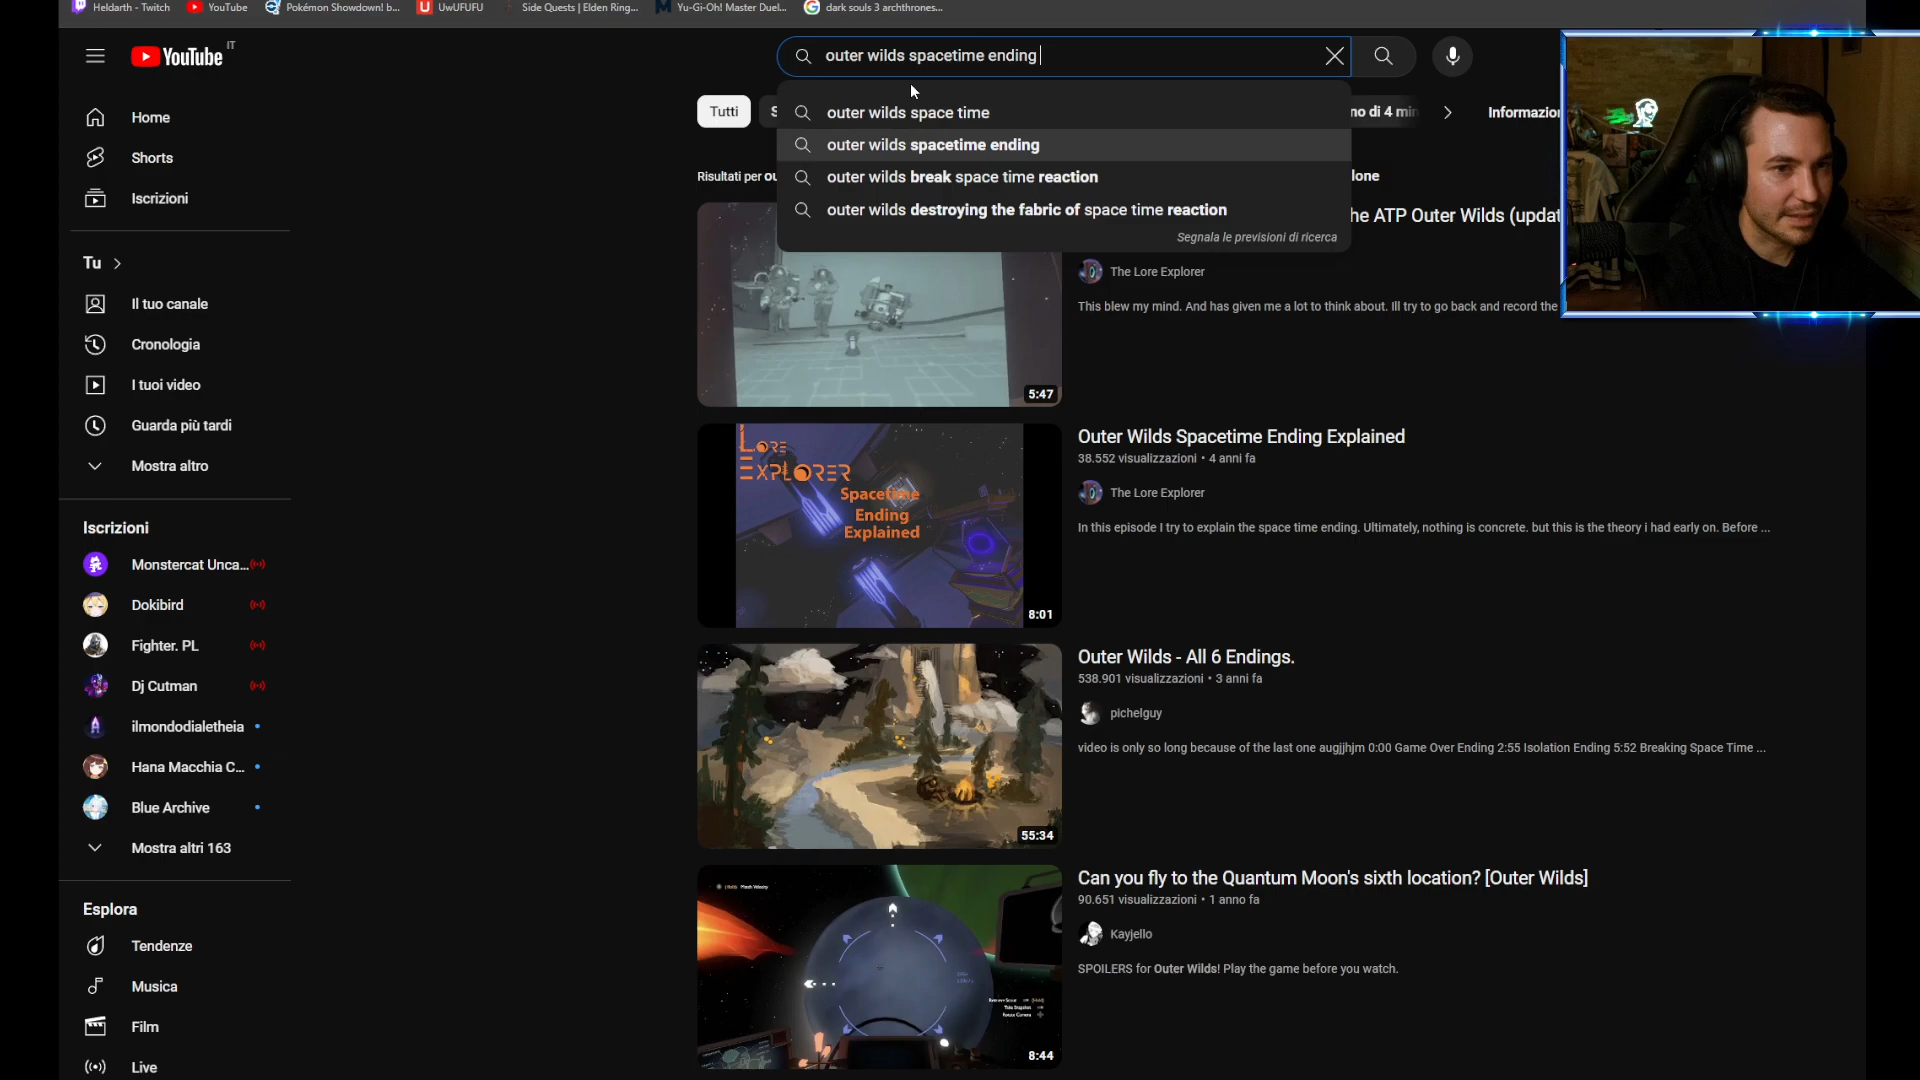 Heldarth - Twitch
YouTube
Pokémon Showdown! b...
UwUFUFU
Side Quests | Elden Ring...
Yu-Gi-Oh! Master Duel...
dark souls 3 archthrones...
YouTube IT
outer wilds spacetime ending
outer wilds space time
outer wilds spacetime ending
outer wilds break space time reaction
outer wilds destroying the fabric of space time reaction
Segnala le previsioni di ricerca
Home
Shorts
Iscrizioni
Tu
Il tuo canale
Cronologia
I tuoi video
Guarda più tardi
Mostra altro
Iscrizioni
Monstercat Unca...
Dokibird
Fighter. PL
Dj Cutman
ilmondodialetheia
Hana Macchia C...
Blue Archive
Mostra altri 163
Esplora
Tendenze
Musica
Film
Live
Tutti
S
no di 4 min
Informazion
Risultati per ou
lone
he ATP Outer Wilds (updat
The Lore Explorer
This blew my mind. And has given me a lot to think about. Ill try to go back and record the
5:47
LORE
EXPLORER
Spacetime
Ending
Explained
8:01
Outer Wilds Spacetime Ending Explained
38.552 visualizzazioni • 4 anni fa
The Lore Explorer
In this episode I try to explain the space time ending. Ultimately, nothing is concrete. but this is the theory i had early on. Before ...
55:34
Outer Wilds - All 6 Endings.
538.901 visualizzazioni • 3 anni fa
pichelguy
video is only so long because of the last one augjjhjm 0:00 Game Over Ending 2:55 Isolation Ending 5:52 Breaking Space Time ...
Match Velocity
8:44
Can you fly to the Quantum Moon's sixth location? [Outer Wilds]
90.651 visualizzazioni • 1 anno fa
Kayjello
SPOILERS for Outer Wilds! Play the game before you watch.